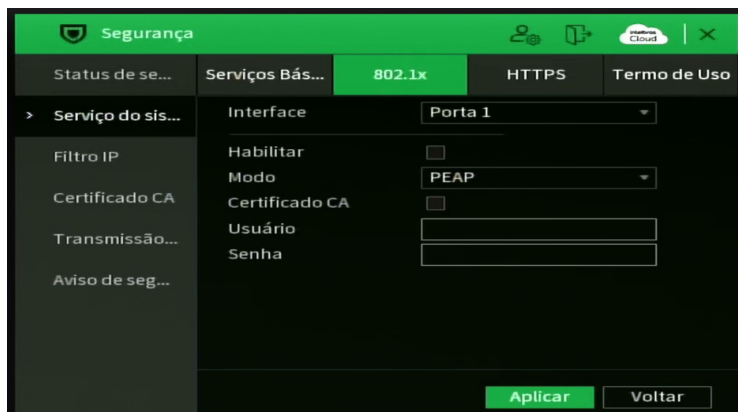 Segurança
intelbras
Cloud
Status de se...
Serviços Bás...
802.1x
HTTPS
Termo de Uso
> Serviço do sis...
Filtro IP
Certificado CA
Transmissão...
Aviso de seg...
Interface
Porta 1
Habilitar
Modo
PEAP
Certificado CA
Usuário
Senha
Aplicar
Voltar